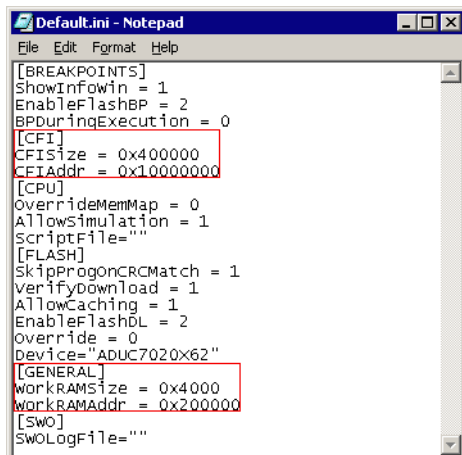 Default.ini - Notepad
File Edit Format Help
[BREAKPOINTS]
ShowInfoWin = 1
EnableFlashBP = 2
BPDuringExecution = 0
[CFI]
CFISize = 0x400000
CFIAddr = 0x10000000
[CPU]
OverrideMemMap = 0
AllowSimulation = 1
ScriptFile=""
[FLASH]
SkipProgOnCRCMatch = 1
VerifyDownload = 1
AllowCaching = 1
EnableFlashDL = 2
Override = 0
Device="ADUC7020X62"
[GENERAL]
WorkRAMSize = 0x4000
WorkRAMAddr = 0x200000
[SWO]
SWOLogFile=""